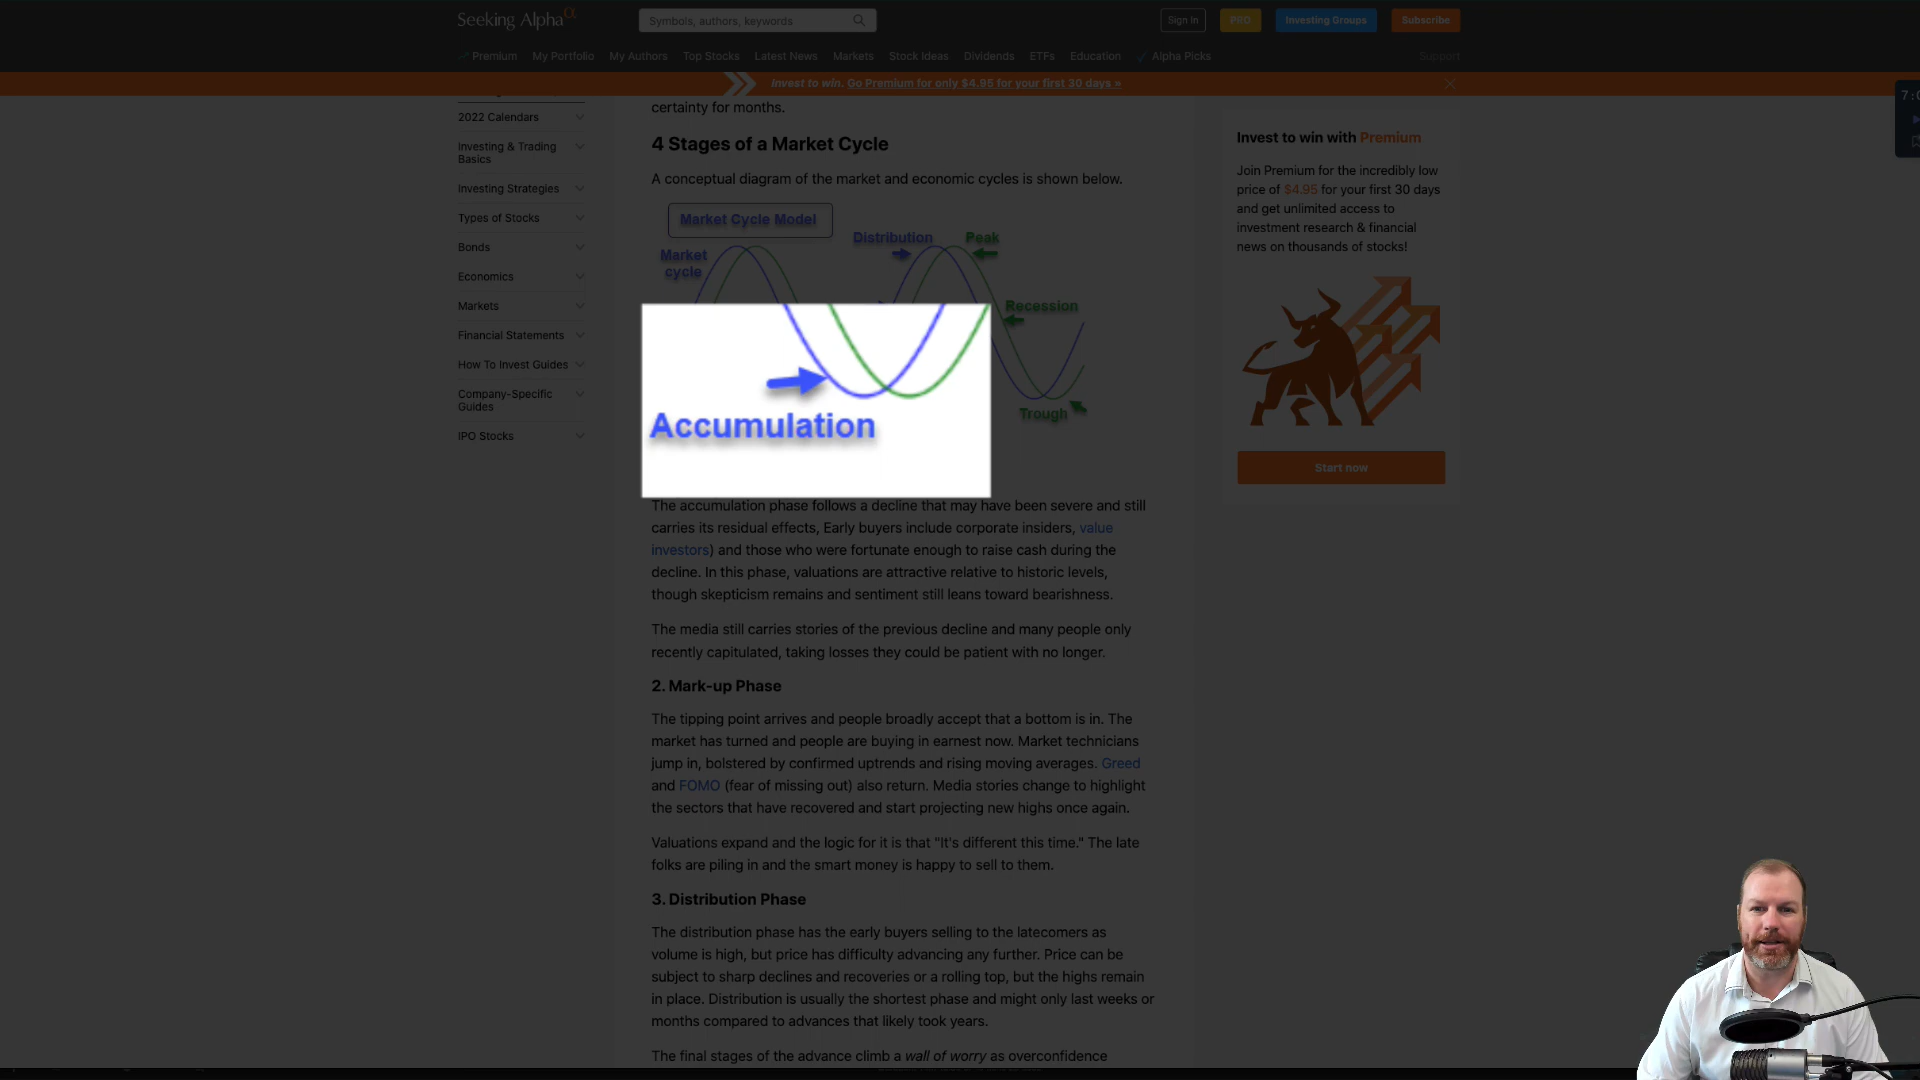 Seeking Alpha α
Symbols, authors, keywords
Sign In
PRO
Investing Groups
Subscribe
Premium
My Portfolio
My Authors
Top Stocks
Latest News
Markets
Stock Ideas
Dividends
ETFs
Education
Alpha Picks
Support
Invest to win. Go Premium for only $4.95 for your first 30 days »
2022 Calendars
Investing & Trading
Basics
Investing Strategies
Types of Stocks
Bonds
Economics
Markets
Financial Statements
How To Invest Guides
Company-Specific
Guides
IPO Stocks
certainty for months.
4 Stages of a Market Cycle
A conceptual diagram of the market and economic cycles is shown below.
Market Cycle Model
Market
cycle
Distribution
Peak
Recession
Trough
Accumulation
The accumulation phase follows a decline that may have been severe and still
carries its residual effects, Early buyers include corporate insiders, value
investors) and those who were fortunate enough to raise cash during the
decline. In this phase, valuations are attractive relative to historic levels,
though skepticism remains and sentiment still leans toward bearishness.
The media still carries stories of the previous decline and many people only
recently capitulated, taking losses they could be patient with no longer.
2. Mark-up Phase
The tipping point arrives and people broadly accept that a bottom is in. The
market has turned and people are buying in earnest now. Market technicians
jump in, bolstered by confirmed uptrends and rising moving averages. Greed
and FOMO (fear of missing out) also return. Media stories change to highlight
the sectors that have recovered and start projecting new highs once again.
Valuations expand and the logic for it is that "It's different this time." The late
folks are piling in and the smart money is happy to sell to them.
3. Distribution Phase
The distribution phase has the early buyers selling to the latecomers as
volume is high, but price has difficulty advancing any further. Price can be
subject to sharp declines and recoveries or a rolling top, but the highs remain
in place. Distribution is usually the shortest phase and might only last weeks or
months compared to advances that likely took years.
The final stages of the advance climb a wall of worry as overconfidence
Invest to win with Premium
Join Premium for the incredibly low
price of $4.95 for your first 30 days
and get unlimited access to
investment research & financial
news on thousands of stocks!
Start now